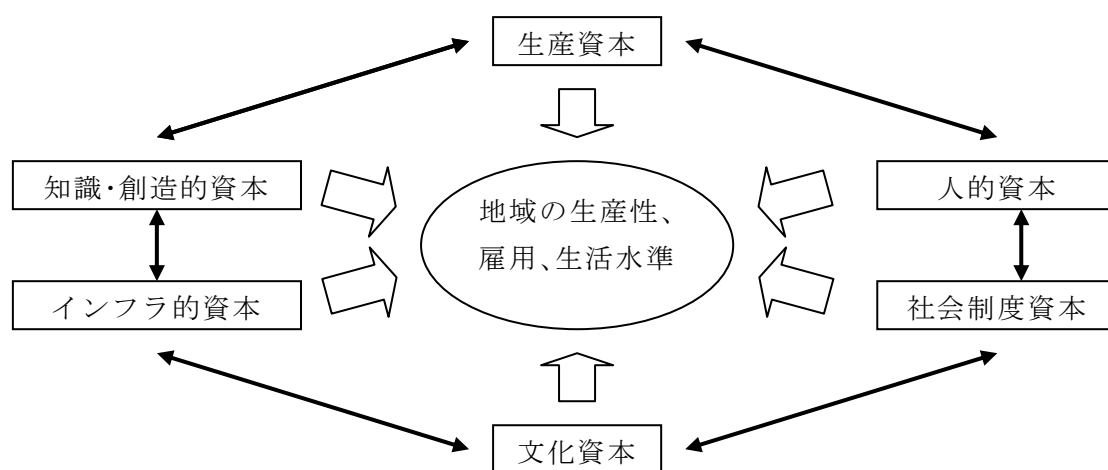 生産資本
知識・創造的資本
人的資本
地域の生産性、
雇用、生活水準
インフラ的資本
社会制度資本
文化資本